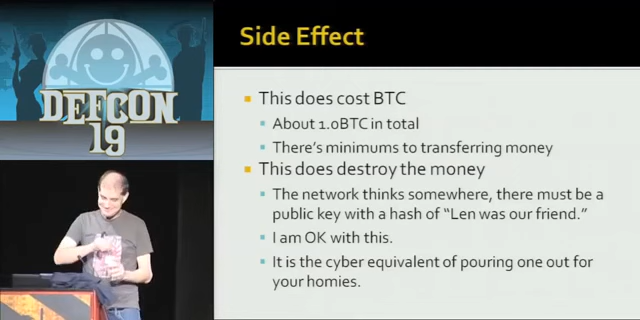 DEFCON
19
Side Effect
This does cost BTC
About 1.0BTC in total
There's minimums to transferring money
This does destroy the money
The network thinks somewhere, there must be a
public key with a hash of "Len was our friend."
I am OK with this.
It is the cyber equivalent of pouring one out for
your homies.